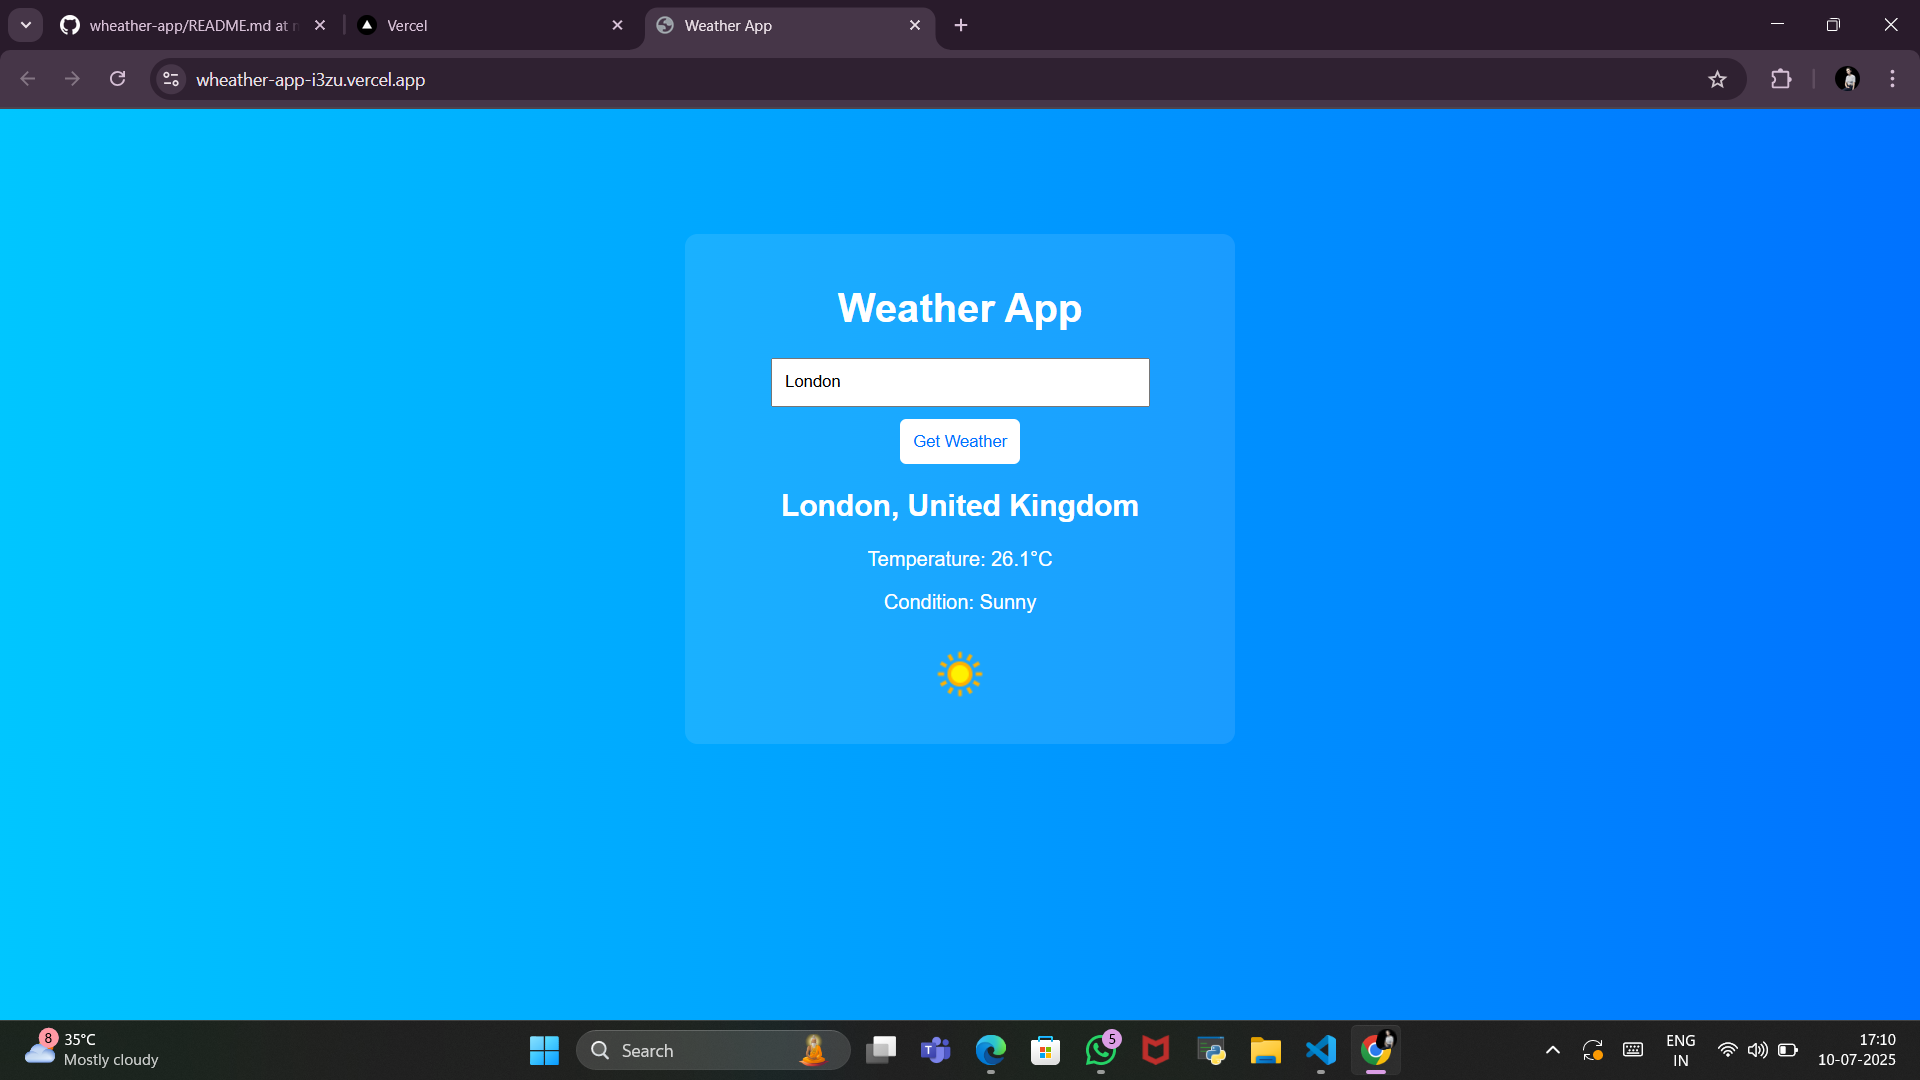 wheather-app/README.md at
Vercel
Weather App
wheather-app-i3zu.vercel.app
Weather App
London
Get Weather
London, United Kingdom
Temperature: 26.1°C
Condition: Sunny
8
35°C
Mostly cloudy
Search
T
5
ENG
IN
17:10
10-07-2025